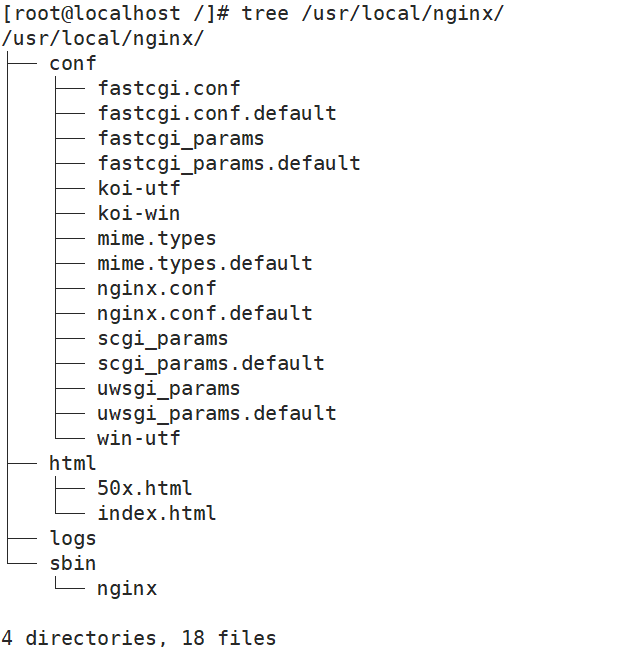 [root@localhost /]# tree /usr/local/nginx/
/usr/local/nginx/
├── conf
│   ├── fastcgi.conf
│   ├── fastcgi.conf.default
│   ├── fastcgi_params
│   ├── fastcgi_params.default
│   ├── koi-utf
│   ├── koi-win
│   ├── mime.types
│   ├── mime.types.default
│   ├── nginx.conf
│   ├── nginx.conf.default
│   ├── scgi_params
│   ├── scgi_params.default
│   ├── uwsgi_params
│   ├── uwsgi_params.default
│   └── win-utf
├── html
│   ├── 50x.html
│   └── index.html
├── logs
└── sbin
    └── nginx

4 directories, 18 files